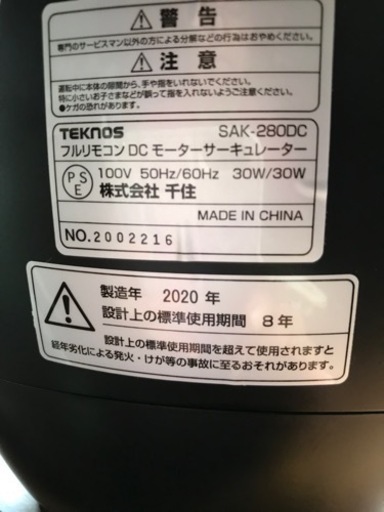 警告
専門のサービスマン以外の方による分解などの行為はおやめください。
注意
運転中に本体の隙間から、手や指をいれないでください。
特に小さいお子さまなどが誤って指を入れないようご注意ください。
●ケガの恐れがあります。
TEKNOS SAK-280DC
フルリモコンDCモーターサーキュレーター
PSE 100V 50Hz/60Hz 30W/30W
株式会社 千住
MADE IN CHINA
NO. 2002216
製造年 2020 年
設計上の標準使用期間 8 年
設計上の標準使用期間を超えて使用されますと
経年劣化による発火・けが等の事故に至るおそれがあります。